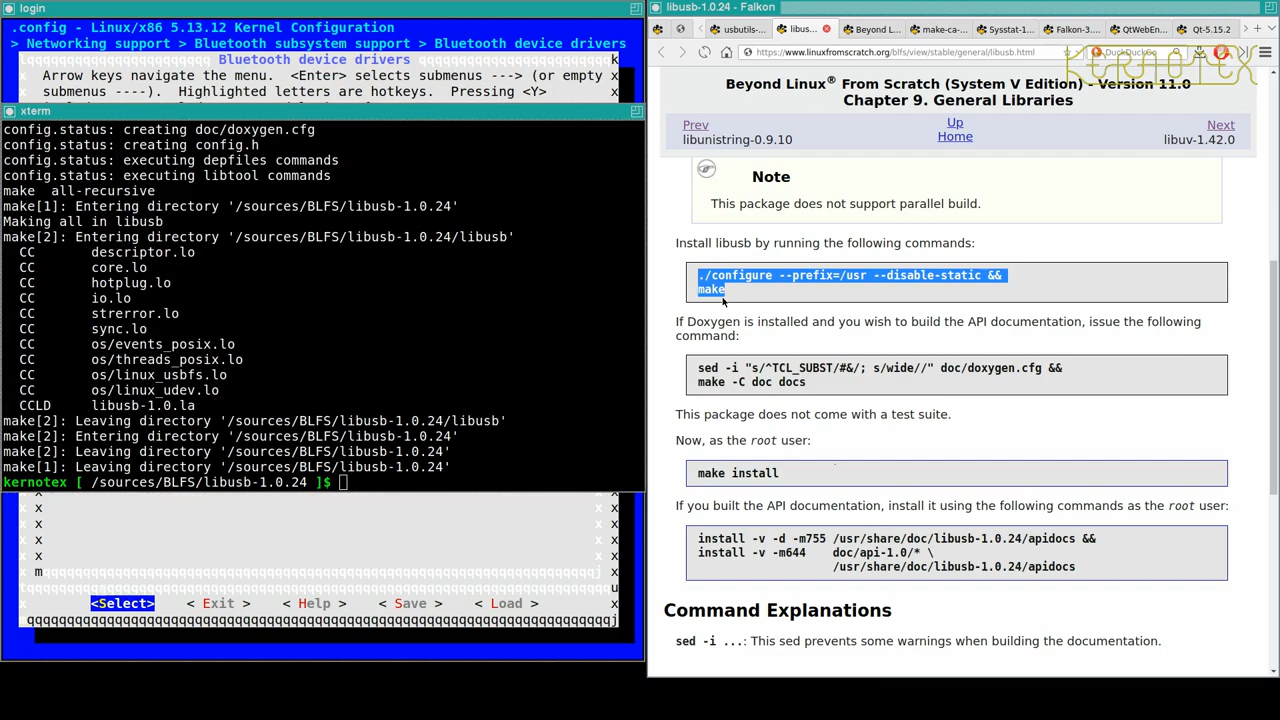 login
.config - Linux/x86 5.13.12 Kernel Configuration
> Networking support > Bluetooth subsystem support > Bluetooth device drivers
lqqqqqqqqqqqqqqqqqqqqqqqq Bluetooth device drivers qqqqqqqqqqqqqqqqqqqqqqqqqk
x  Arrow keys navigate the menu.  <Enter> selects submenus ---> (or empty   x
x  submenus ----).  Highlighted letters are hotkeys.  Pressing <Y>          x
xterm
config.status: creating doc/doxygen.cfg
config.status: creating config.h
config.status: executing depfiles commands
config.status: executing libtool commands
make  all-recursive
make[1]: Entering directory '/sources/BLFS/libusb-1.0.24'
Making all in libusb
make[2]: Entering directory '/sources/BLFS/libusb-1.0.24/libusb'
CC       descriptor.lo
CC       core.lo
CC       hotplug.lo
CC       io.lo
CC       strerror.lo
CC       sync.lo
CC       os/events_posix.lo
CC       os/threads_posix.lo
CC       os/linux_usbfs.lo
CC       os/linux_udev.lo
CCLD     libusb-1.0.la
make[2]: Leaving directory '/sources/BLFS/libusb-1.0.24/libusb'
make[2]: Entering directory '/sources/BLFS/libusb-1.0.24'
make[2]: Leaving directory '/sources/BLFS/libusb-1.0.24'
make[1]: Leaving directory '/sources/BLFS/libusb-1.0.24'
kernotex [ /sources/BLFS/libusb-1.0.24 ]$
<Select>    < Exit >    < Help >    < Save >    < Load >
libusb-1.0.24 - Falkon
usbutils-
libus...
Beyond L
make-ca-
Sysstat-1
Falkon-3.
QtWebEn
Qt-5.15.2
https://www.linuxfromscratch.org/blfs/view/stable/general/libusb.html
DuckDuckGo
KERNOTEX
Beyond Linux® From Scratch (System V Edition) - Version 11.0
Chapter 9. General Libraries
Prev
Up
Next
libunistring-0.9.10
Home
libuv-1.42.0
Note
This package does not support parallel build.
Install libusb by running the following commands:
./configure --prefix=/usr --disable-static &&
make
If Doxygen is installed and you wish to build the API documentation, issue the following
command:
sed -i "s/^TCL_SUBST/#&/; s/wide//" doc/doxygen.cfg &&
make -C doc docs
This package does not come with a test suite.
Now, as the root user:
make install
If you built the API documentation, install it using the following commands as the root user:
install -v -d -m755 /usr/share/doc/libusb-1.0.24/apidocs &&
install -v -m644    doc/api-1.0/* \
/usr/share/doc/libusb-1.0.24/apidocs
Command Explanations
sed -i ...: This sed prevents some warnings when building the documentation.